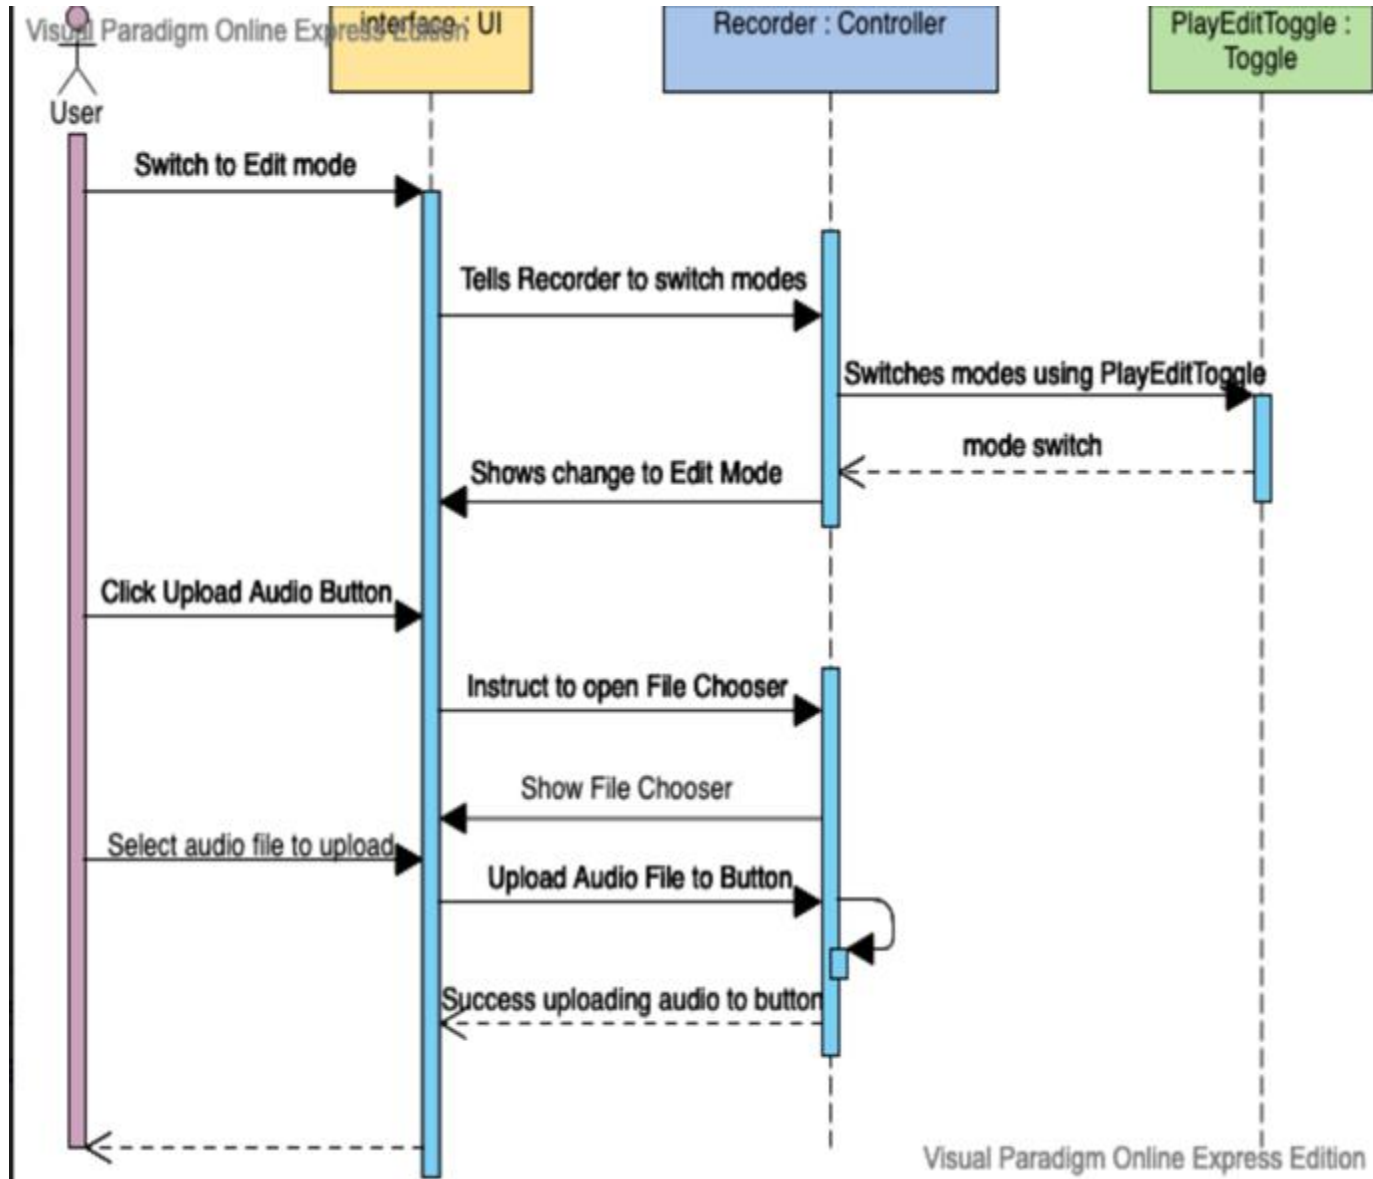 Visual Paradigm Online Express Edition
interface : UI
Recorder : Controller
PlayEditToggle :
Toggle
User
Switch to Edit mode
Tells Recorder to switch modes
Switches modes using PlayEditToggle
mode switch
Shows change to Edit Mode
Click Upload Audio Button
Instruct to open File Chooser
Show File Chooser
Select audio file to upload
Upload Audio File to Button
Success uploading audio to button
Visual Paradigm Online Express Edition